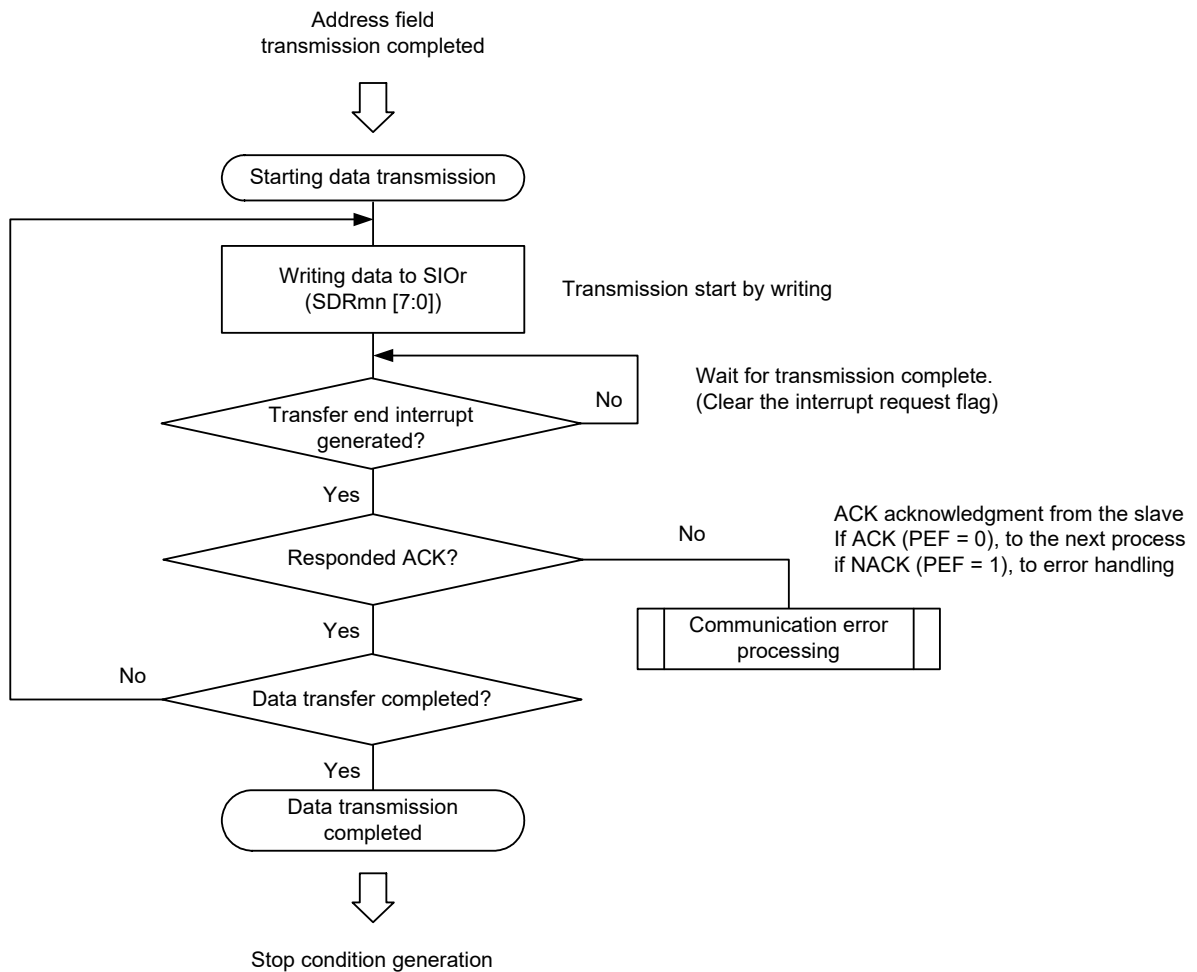 Address field
transmission completed
Starting data transmission
Writing data to SIOr
(SDRmn [7:0])
Transmission start by writing
Wait for transmission complete.
(Clear the interrupt request flag)
No
Transfer end interrupt
generated?
Yes
ACK acknowledgment from the slave
If ACK (PEF = 0), to the next process
if NACK (PEF = 1), to error handling
No
Responded ACK?
Communication error
processing
Yes
No
Data transfer completed?
Yes
Data transmission
completed
Stop condition generation